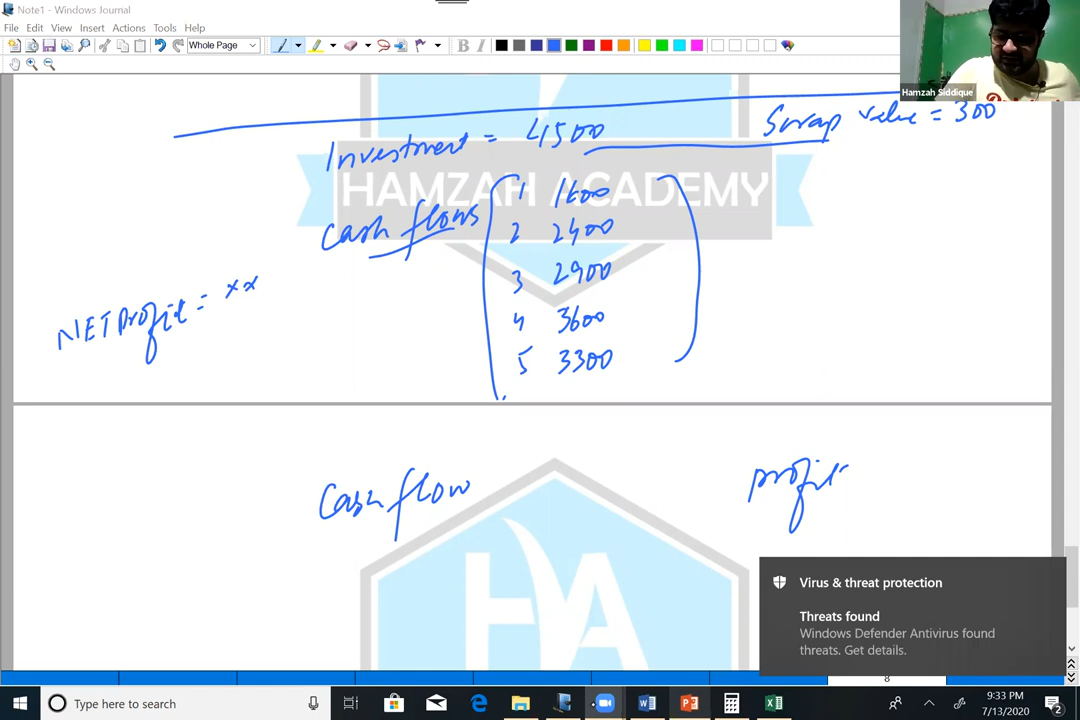 Note1 - Windows Journal
File Edit View Insert Actions Tools Help
Whole Page
B I
Hamzah Siddique
Scrap value = 300
Investment = 4500
HAMZAH ACADEMY
Cash flows
1 1600
2 2400
3 2900
4 3600
5 3300
NET Profit = xx
Cash flow
profit
HA
Virus & threat protection
Threats found
Windows Defender Antivirus found
threats. Get details.
8
Type here to search
9:33 PM
7/13/2020
2